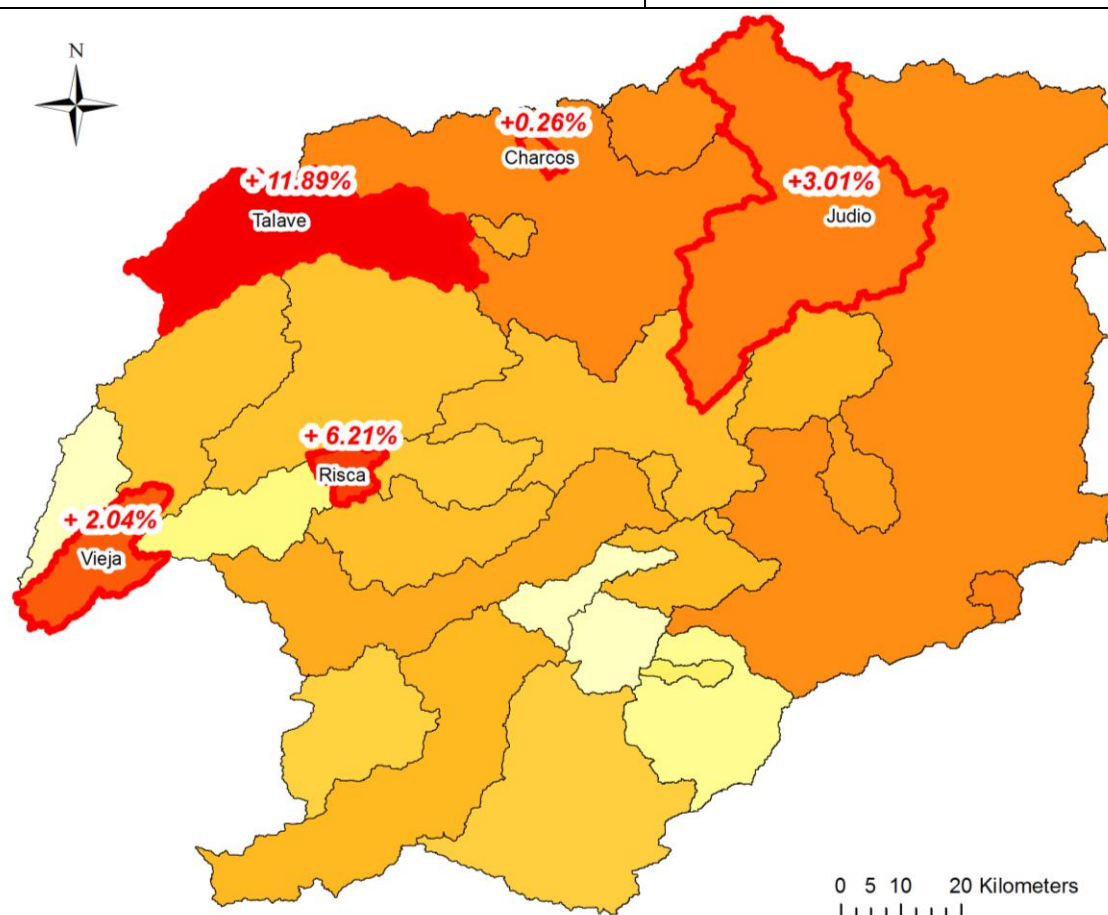 N
+0.26%
Charcos
+ 11.89%
Talave
+3.01%
Judio
+ 6.21%
Risca
+ 2.04%
Vieja
0 5 10 20 Kilometers